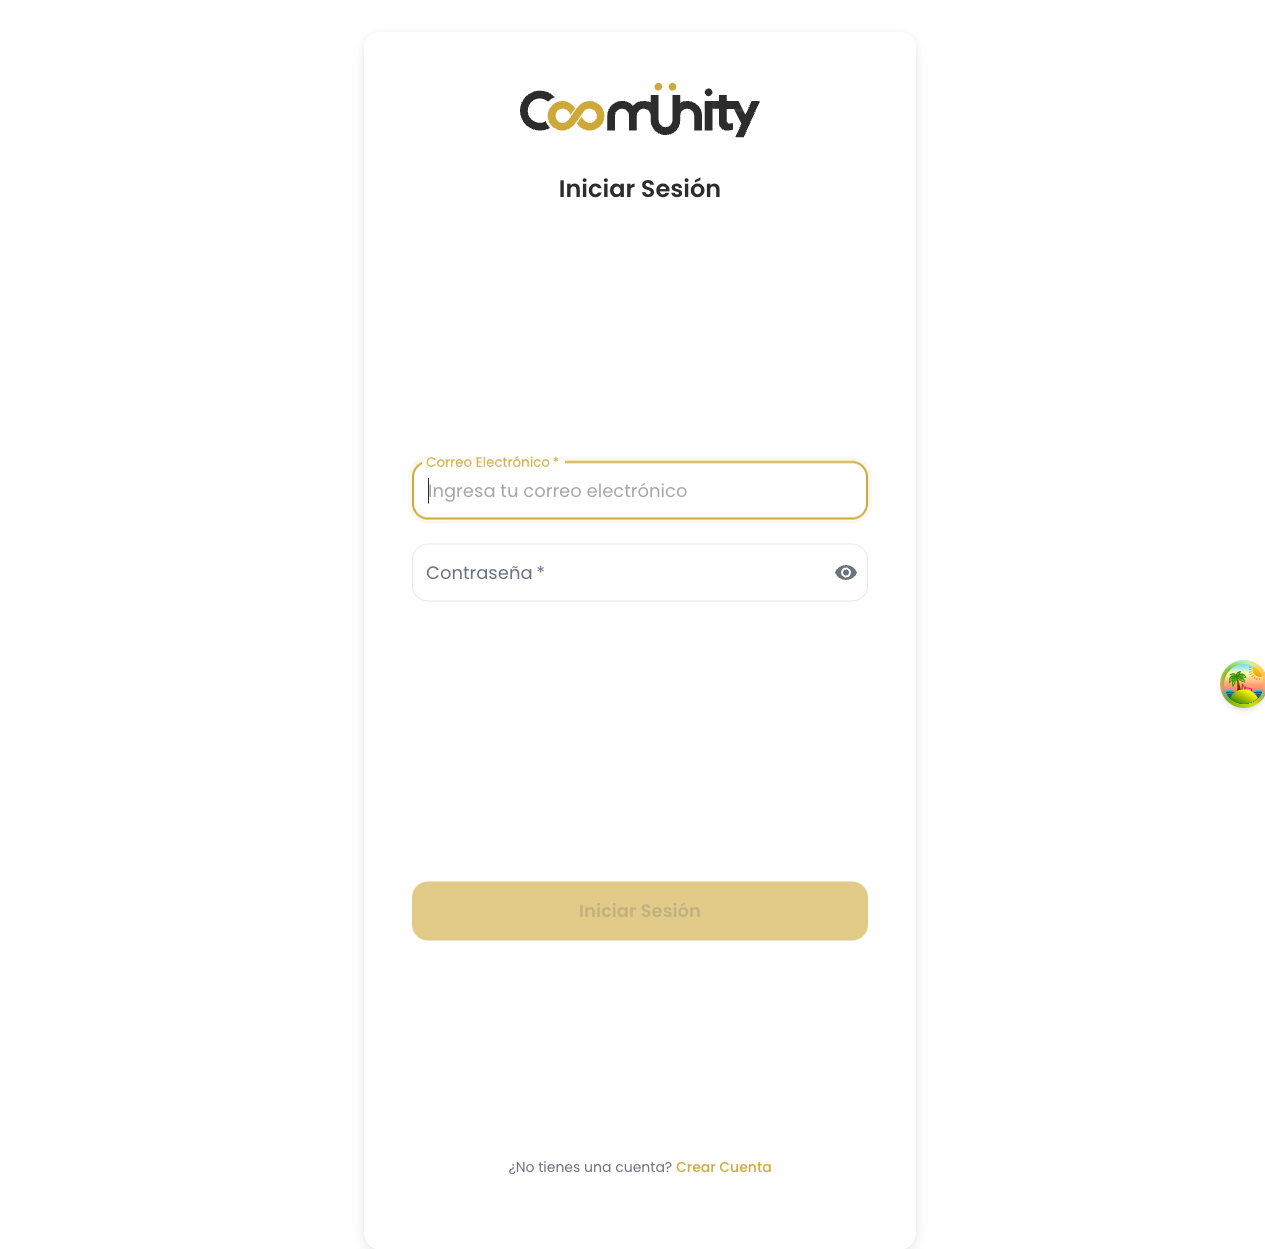 Coomünity
Iniciar Sesión
Correo Electrónico *
Ingresa tu correo electrónico
Contraseña *
Iniciar Sesión
¿No tienes una cuenta? Crear Cuenta